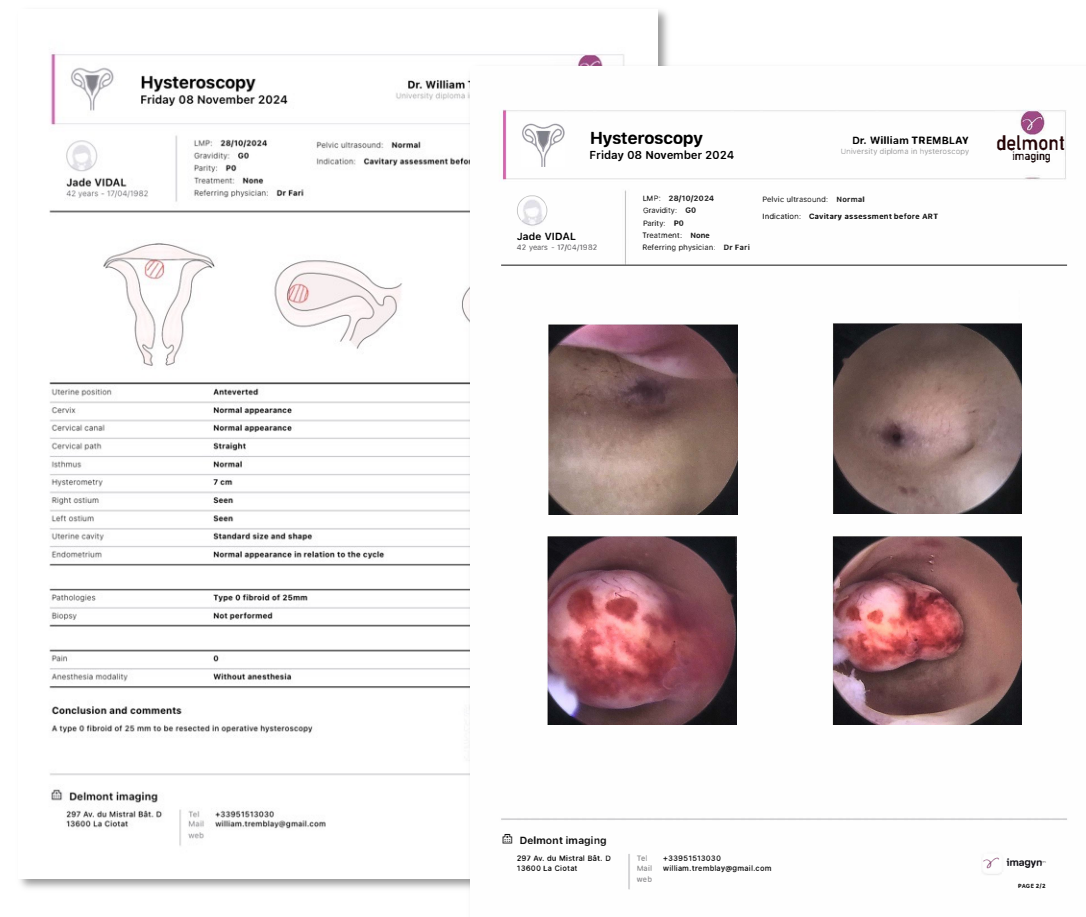 Hysteroscopy
Friday 08 November 2024
Dr. William
University diploma
Jade VIDAL
42 years - 17/04/1982
LMP: 28/10/2024
Gravidity: G0
Parity: P0
Treatment: None
Referring physician: Dr Fari
Pelvic ultrasound: Normal
Indication: Cavitary assessment
Uterine position Anteverted
Cervix Normal appearance
Cervical canal Normal appearance
Cervical path Straight
Isthmus Normal
Hysterometry 7 cm
Right ostium Seen
Left ostium Seen
Uterine cavity Standard size and shape
Endometrium Normal appearance in relation to the cycle
Pathologies Type 0 fibroid of 25mm
Biopsy Not performed
Pain 0
Anesthesia modality Without anesthesia
Conclusion and comments
A type 0 fibroid of 25 mm to be resected in operative hysteroscopy
Delmont imaging
297 Av. du Mistral Bât. D
13600 La Ciotat
Tel +33951513030
Mail william.tremblay@gmail.com
web
Hysteroscopy
Friday 08 November 2024
Dr. William TREMBLAY
University diploma in hysteroscopy
delmont
imaging
Jade VIDAL
42 years - 17/04/1982
LMP: 28/10/2024
Gravidity: G0
Parity: P0
Treatment: None
Referring physician: Dr Fari
Pelvic ultrasound: Normal
Indication: Cavitary assessment before ART
Delmont imaging
297 Av. du Mistral Bât. D
13600 La Ciotat
Tel +33951513030
Mail william.tremblay@gmail.com
web
imagyn
PAGE 2/2